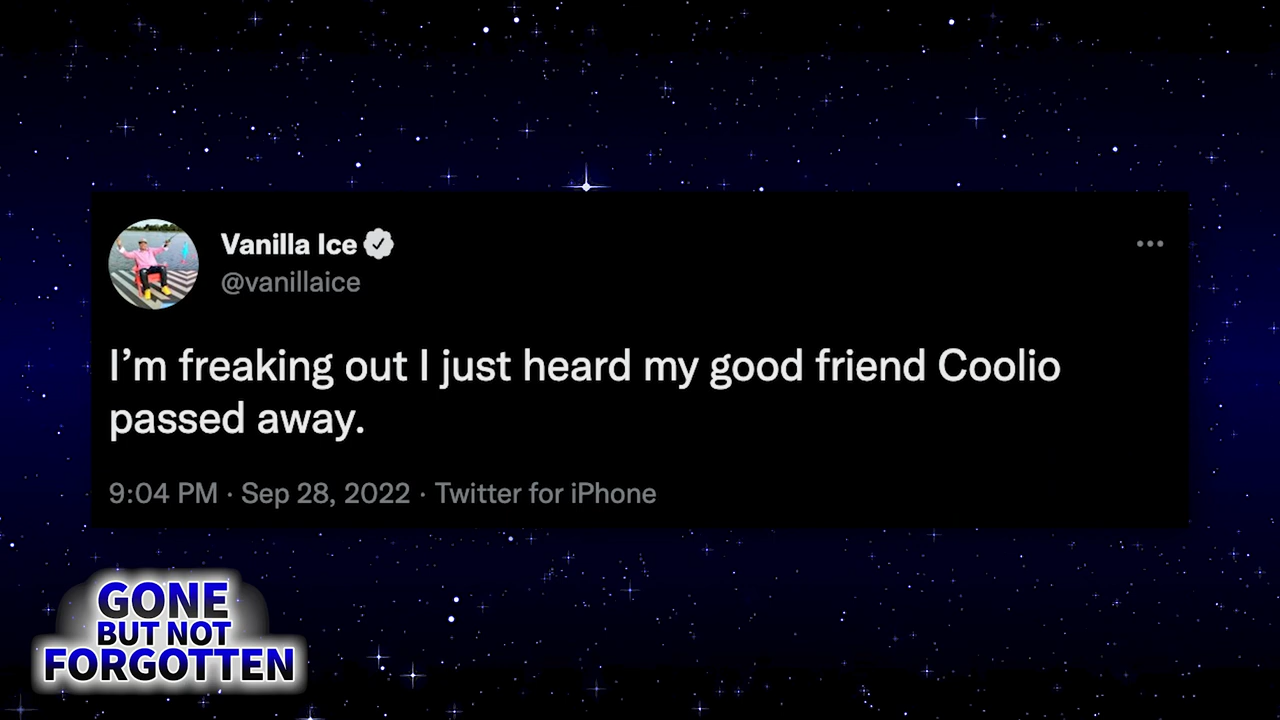 Vanilla Ice
@vanillaice
I’m freaking out I just heard my good friend Coolio
passed away.
9:04 PM · Sep 28, 2022 · Twitter for iPhone
GONE
BUT NOT
FORGOTTEN